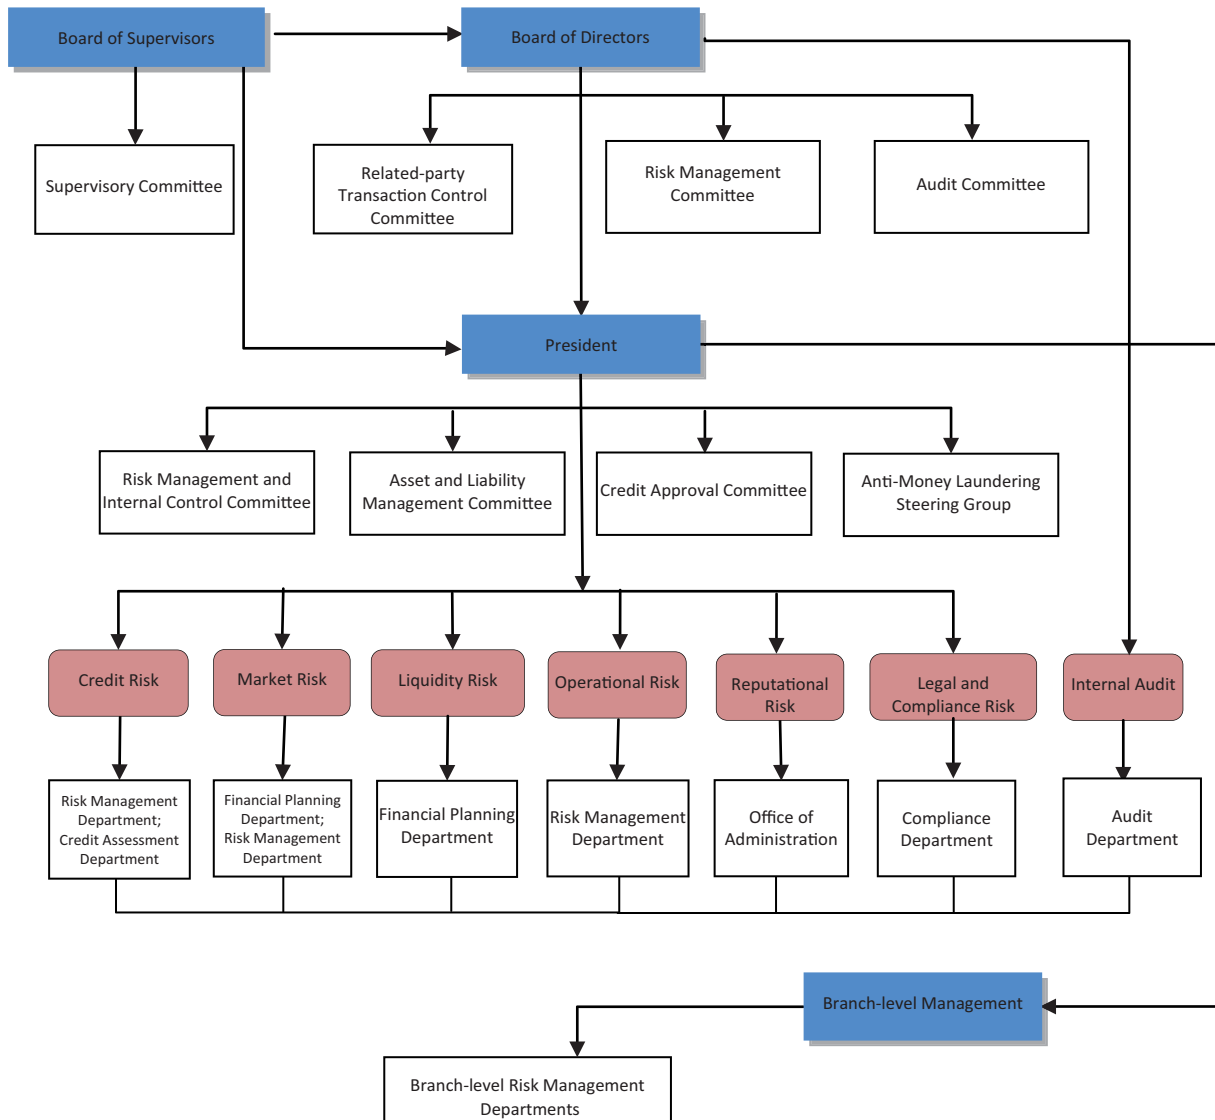 Board of Supervisors
Board of Directors
Supervisory Committee
Related-party
Transaction Control
Committee
Risk Management
Committee
Audit Committee
President
Risk Management and
Internal Control Committee
Asset and Liability
Management Committee
Credit Approval Committee
Anti-Money Laundering
Steering Group
Credit Risk
Market Risk
Liquidity Risk
Operational Risk
Reputational
Risk
Legal and
Compliance Risk
Internal Audit
Risk Management
Department;
Credit Assessment
Department
Financial Planning
Department;
Risk Management
Department
Financial Planning
Department
Risk Management
Department
Office of
Administration
Compliance
Department
Audit
Department
Branch-level Management
Branch-level Risk Management
Departments